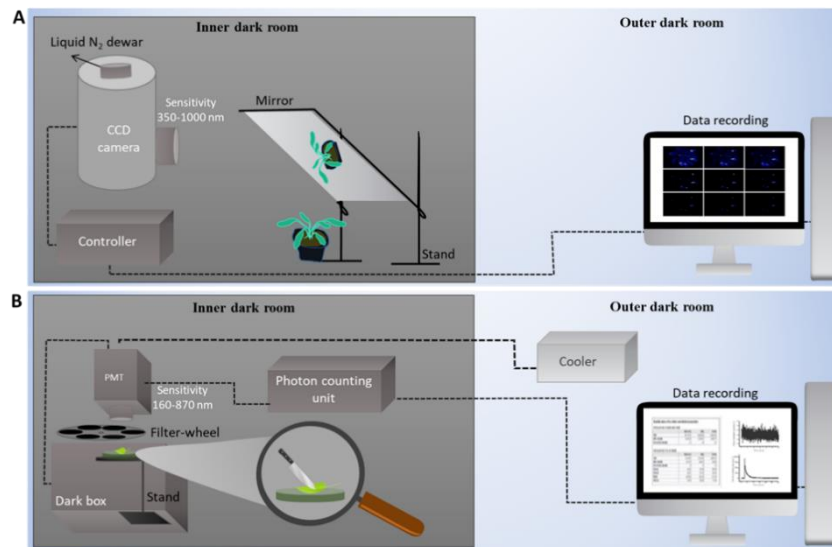 A
Inner dark room
Outer dark room
Liquid N₂ dewar
Sensitivity
350-1000 nm
Mirror
CCD
camera
Data recording
Controller
Stand
B
Inner dark room
Outer dark room
PMT
Sensitivity
160-870 nm
Photon counting
unit
Cooler
Filter-wheel
Data recording
Dark box
Stand